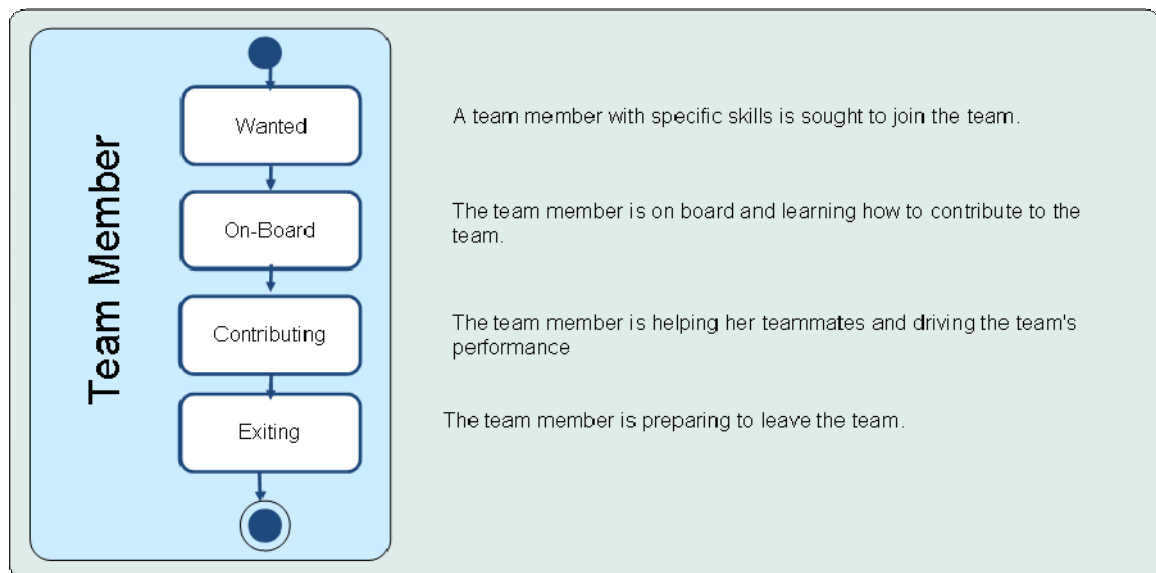 Team Member
Wanted
A team member with specific skills is sought to join the team.
On-Board
The team member is on board and learning how to contribute to the
team.
Contributing
The team member is helping her teammates and driving the team's
performance
Exiting
The team member is preparing to leave the team.